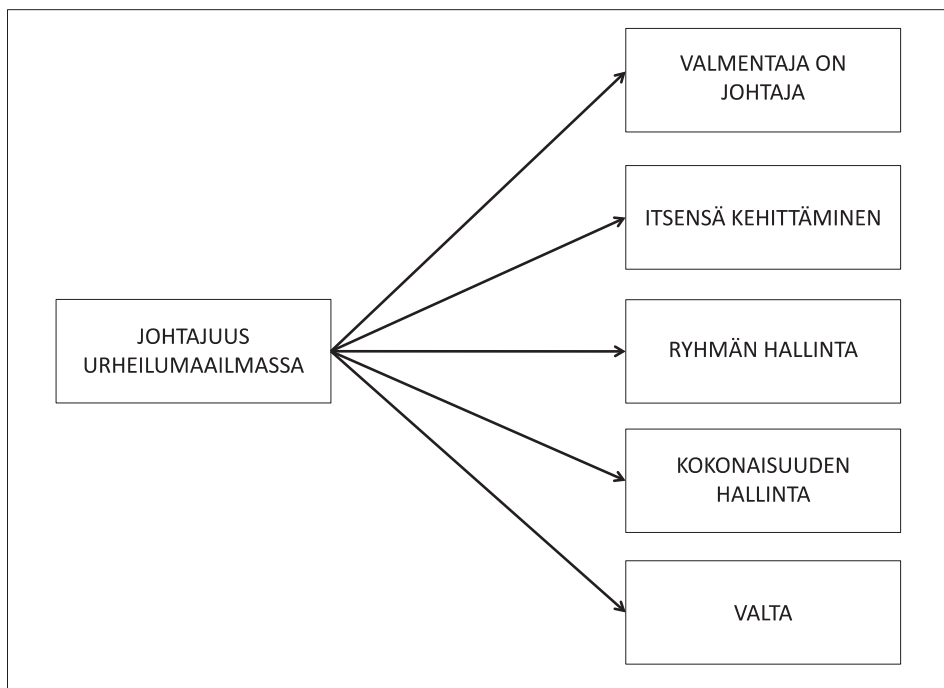 VALMENTAJA ON
JOHTAJA
ITSENSÄ KEHITTÄMINEN
JOHTAJUUS
URHEILUMAAILMASSA
RYHMÄN HALLINTA
KOKONAISUUDEN
HALLINTA
VALTA